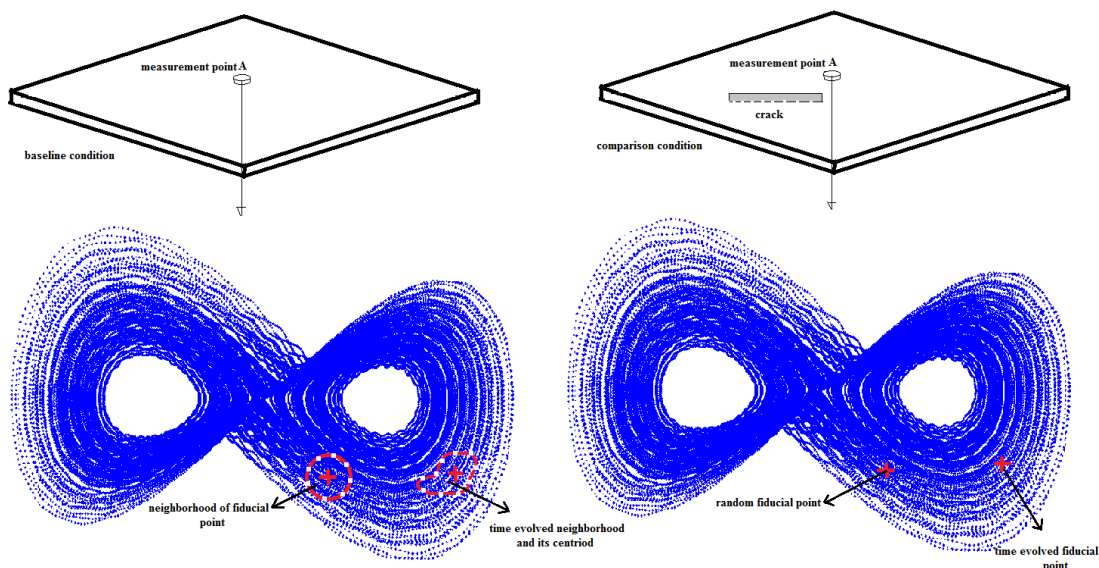 measurement point A
baseline condition
neighborhood of fiducial
point
time evolved neighborhood
and its centriod
measurement point A
crack
comparison condition
random fiducial point
time evolved fiducial
point